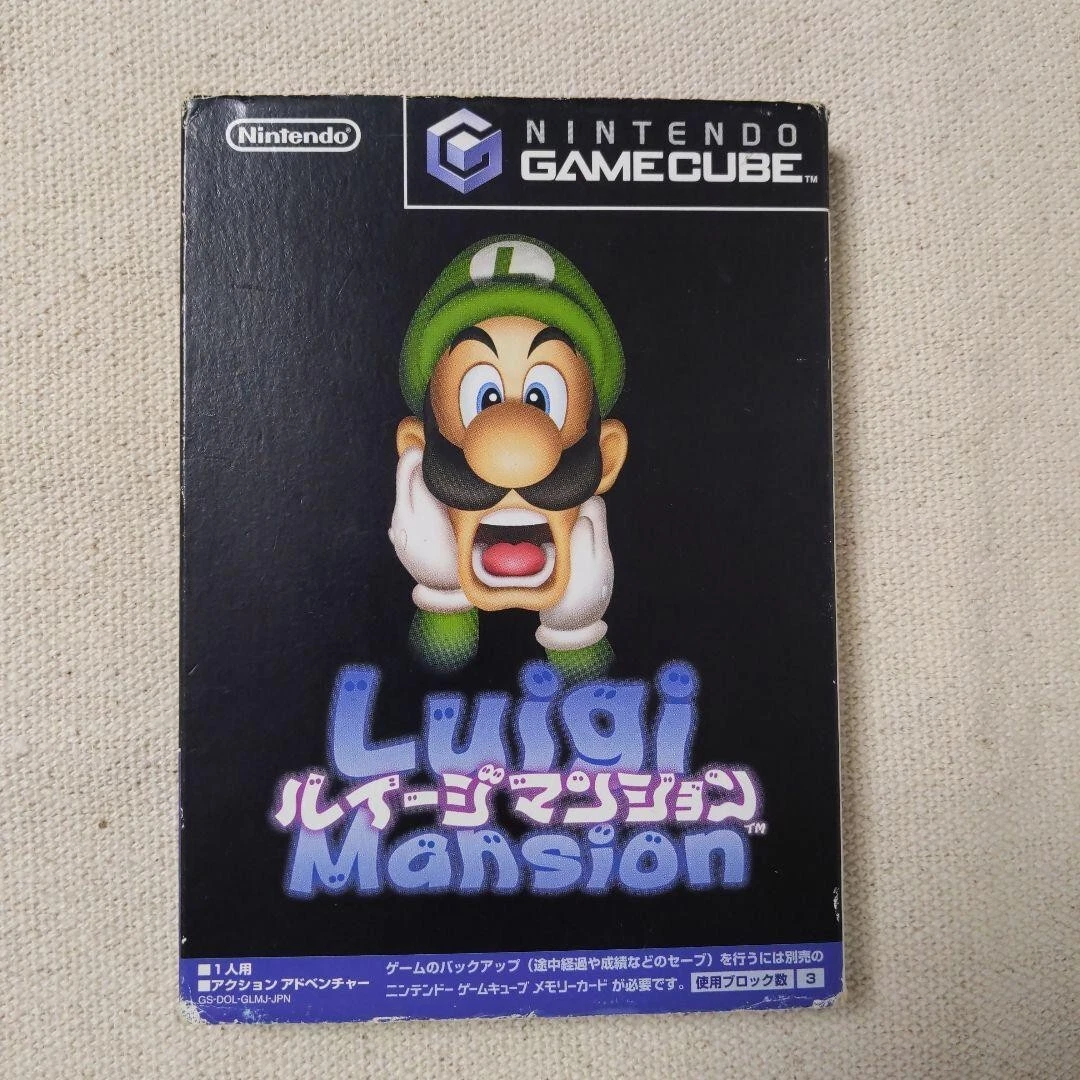 Nintendo®
NINTENDO
GAMECUBE™
L
Luigi
ルイージマンション™
Mansion
■1人用
■アクション アドベンチャー
GS-DOL-GLMJ-JPN
ゲームのバックアップ（途中経過や成績などのセーブ）を行うには別売の
ニンテンドー ゲームキューブ メモリーカード が必要です。 使用ブロック数 3